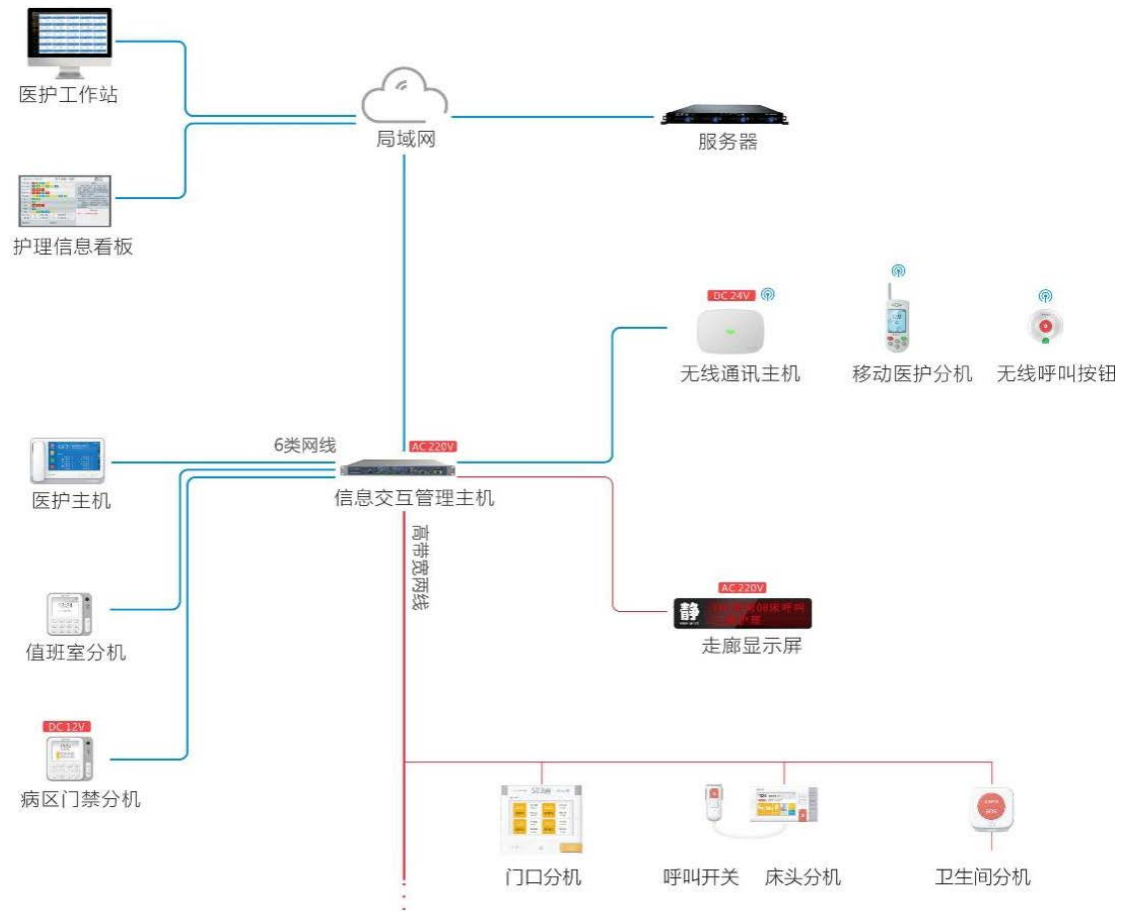 医护工作站
局域网
服务器
护理信息看板
DC 24V
无线通讯主机
移动医护分机
无线呼叫按钮
6类网线
AC 220V
医护主机
信息交互管理主机
高带宽两线
AC 220V
静
08床呼叫
走廊显示屏
值班室分机
DC 12V
病区门禁分机
门口分机
呼叫开关
床头分机
卫生间分机